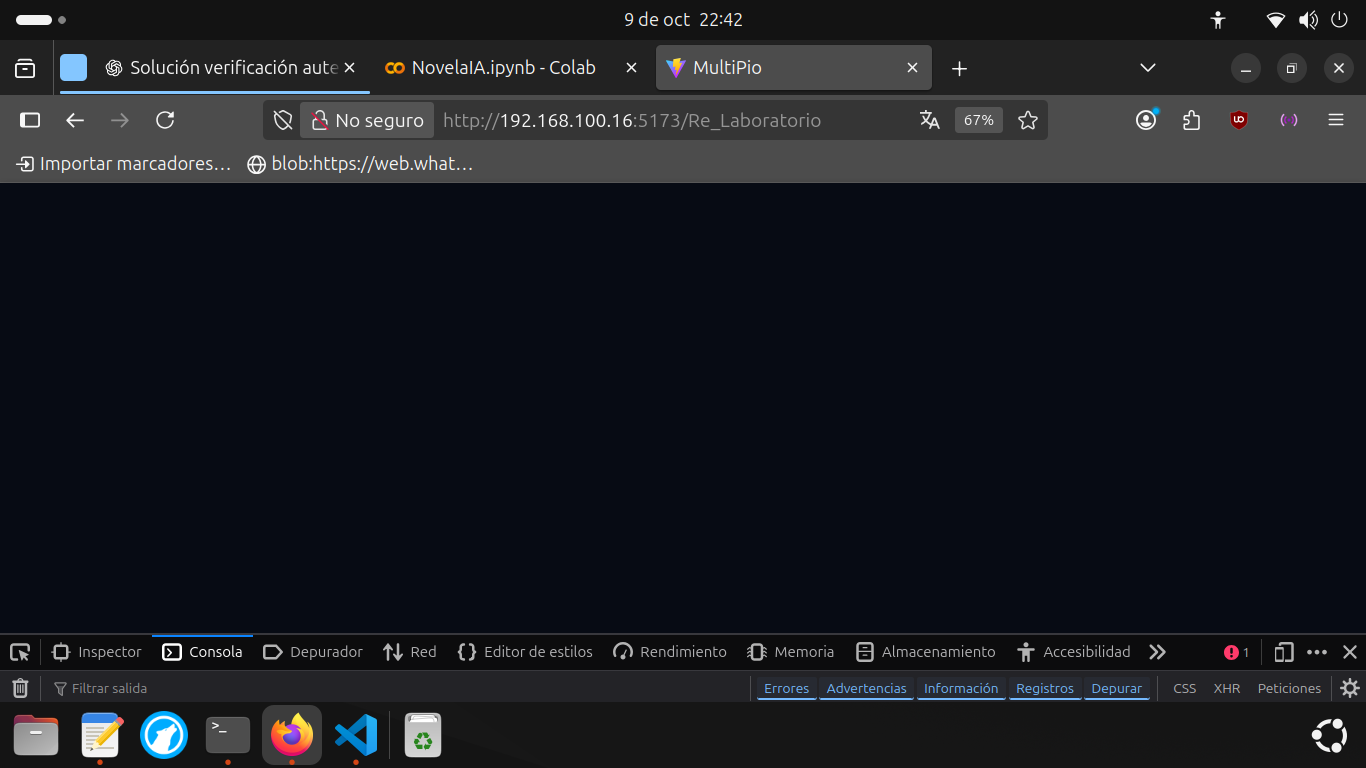 9 de oct 22:42
Solución verificación aute
NovelaIA.ipynb - Colab
MultiPio
No seguro
http://192.168.100.16:5173/Re_Laboratorio
67%
Importar marcadores…
blob:https://web.what…
Inspector
Consola
Depurador
Red
Editor de estilos
Rendimiento
Memoria
Almacenamiento
Accesibilidad
1
Filtrar salida
Errores
Advertencias
Información
Registros
Depurar
CSS
XHR
Peticiones